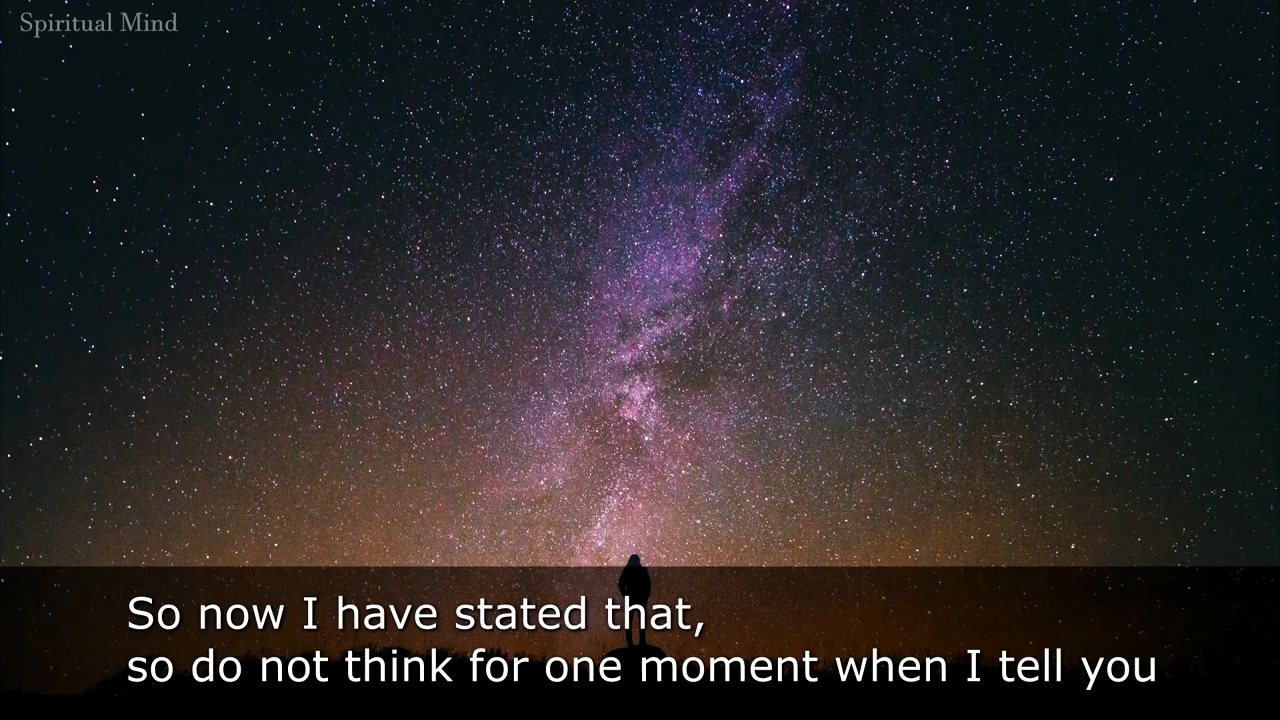 Spiritual Mind
So now I have stated that,
so do not think for one moment when I tell you